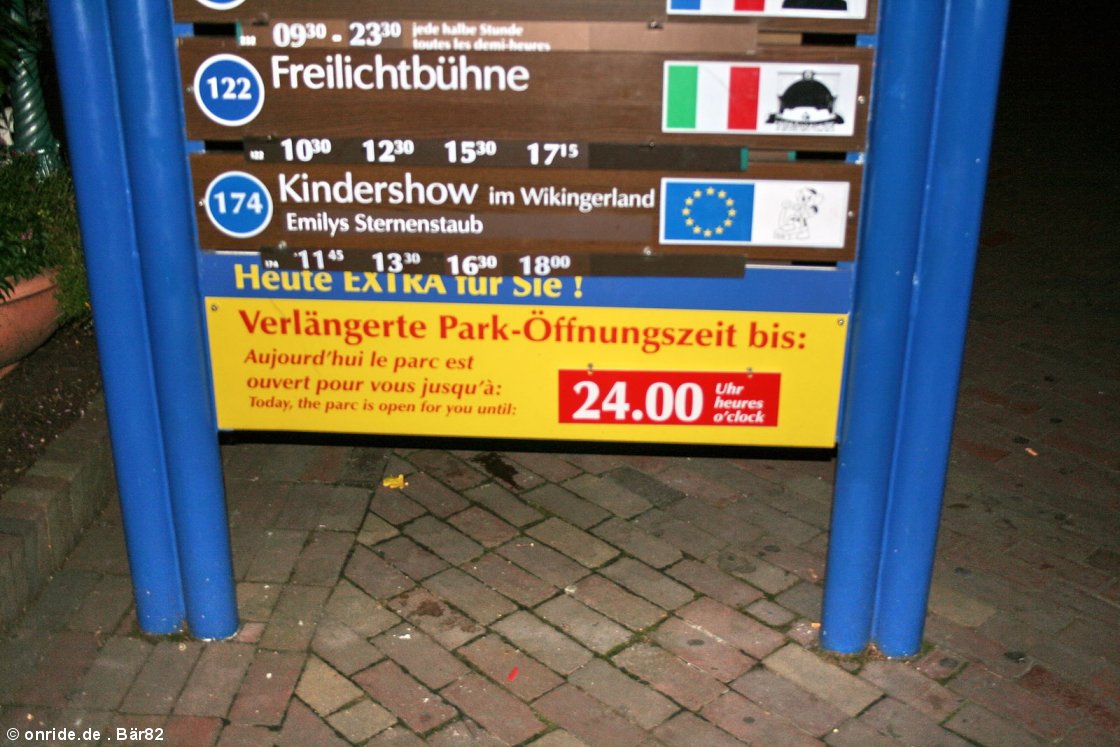 09³⁰ - 23³⁰ jede halbe Stunde
toutes les demi-heures
122 Freilichtbühne
122 10³⁰ 12³⁰ 15³⁰ 17¹⁵
174 Kindershow im Wikingerland
Emilys Sternenstaub
174 11⁴⁵ 13³⁰ 16³⁰ 18⁰⁰
Heute EXTRA für Sie !
Verlängerte Park-Öffnungszeit bis:
Aujourd'hui le parc est
ouvert pour vous jusqu'à:
Today, the parc is open for you until:
24.00 Uhr
heures
o'clock
© onride.de . Bär82